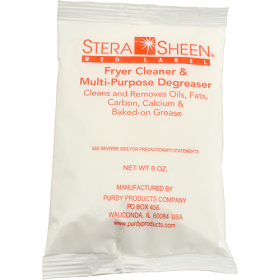 STERA SHEEN
RED LABEL
Fryer Cleaner &
Multi-Purpose Degreaser
Cleans and Removes Oils, Fats,
Carbon, Calcium &
Baked-on Grease
SEE REVERSE SIDE FOR PRECAUTIONARY STATEMENTS
NET WT 6 OZ.
MANUFACTURED BY
PURDY PRODUCTS COMPANY
PO BOX 456
WAUCONDA, IL 60084 USA
www.purdyproducts.com